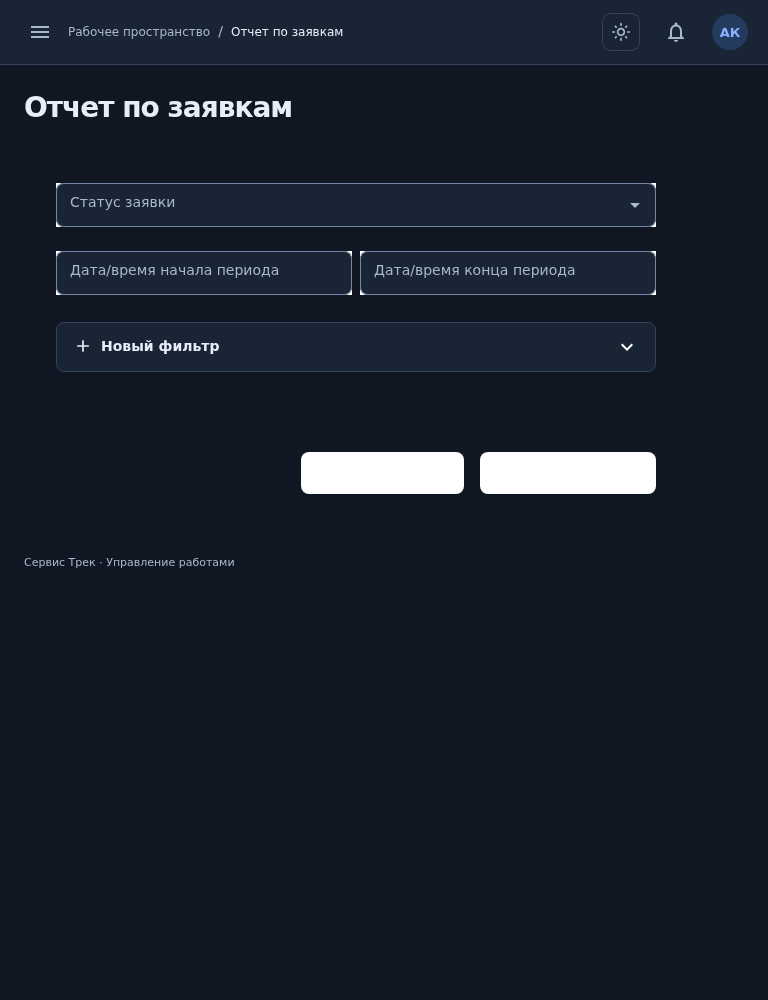 Рабочее пространство / Отчет по заявкам
АК
Отчет по заявкам
Статус заявки
Дата/время начала периода
Дата/время конца периода
Новый фильтр
Сервис Трек · Управление работами